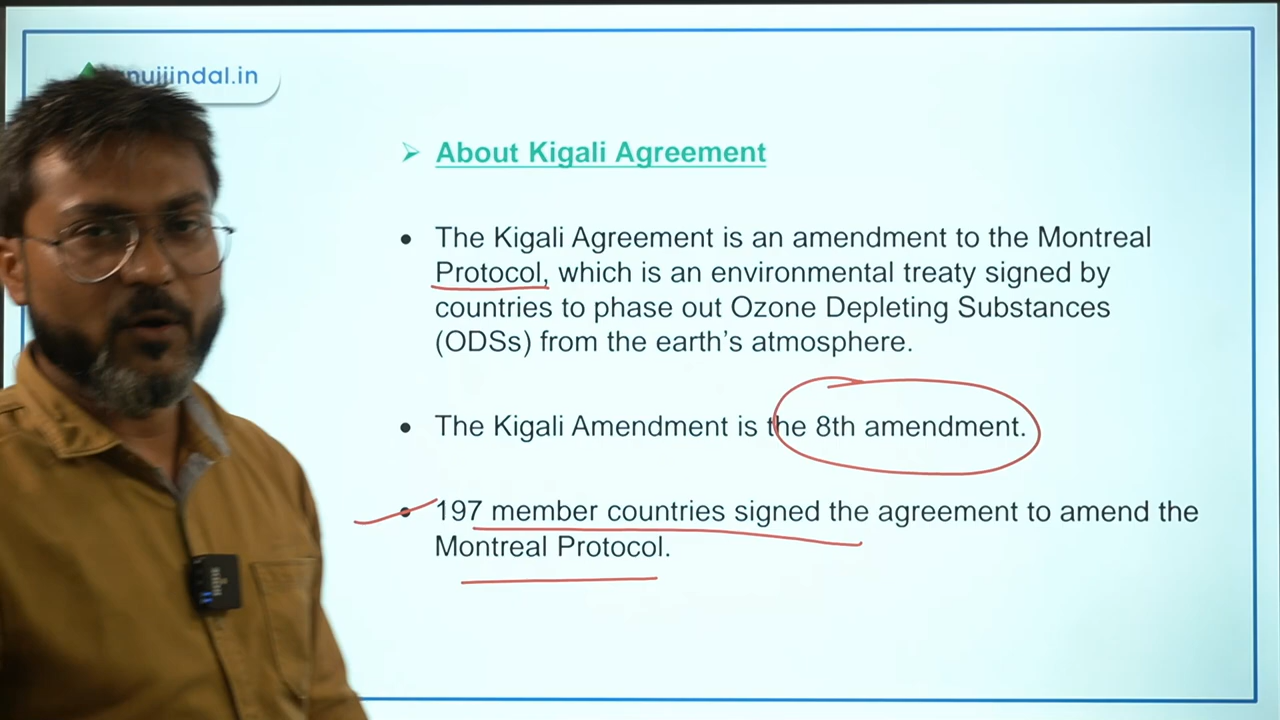 nujjindal.in
About Kigali Agreement
The Kigali Agreement is an amendment to the Montreal
Protocol, which is an environmental treaty signed by
countries to phase out Ozone Depleting Substances
(ODSs) from the earth's atmosphere.
The Kigali Amendment is the 8th amendment.
197 member countries signed the agreement to amend the
Montreal Protocol.